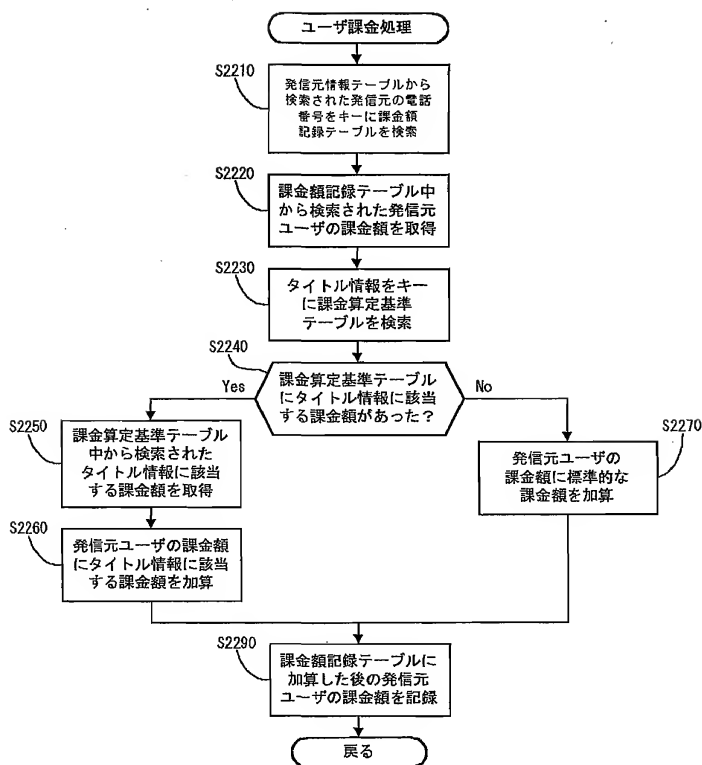 ユーザ課金処理
S2210
発信元情報テーブルから
検索された発信元の電話
番号をキーに課金額
記録テーブルを検索
S2220
課金額記録テーブル中
から検索された発信元
ユーザの課金額を取得
S2230
タイトル情報をキー
に課金算定基準
テーブルを検索
S2240
課金算定基準テーブル
にタイトル情報に該当
する課金額があった?
Yes
No
S2250
課金算定基準テーブル
中から検索された
タイトル情報に該当
する課金額を取得
S2270
発信元ユーザの
課金額に標準的な
課金額を加算
S2260
発信元ユーザの課金額
にタイトル情報に該当
する課金額を加算
S2290
課金額記録テーブルに
加算した後の発信元
ユーザの課金額を記録
戻る